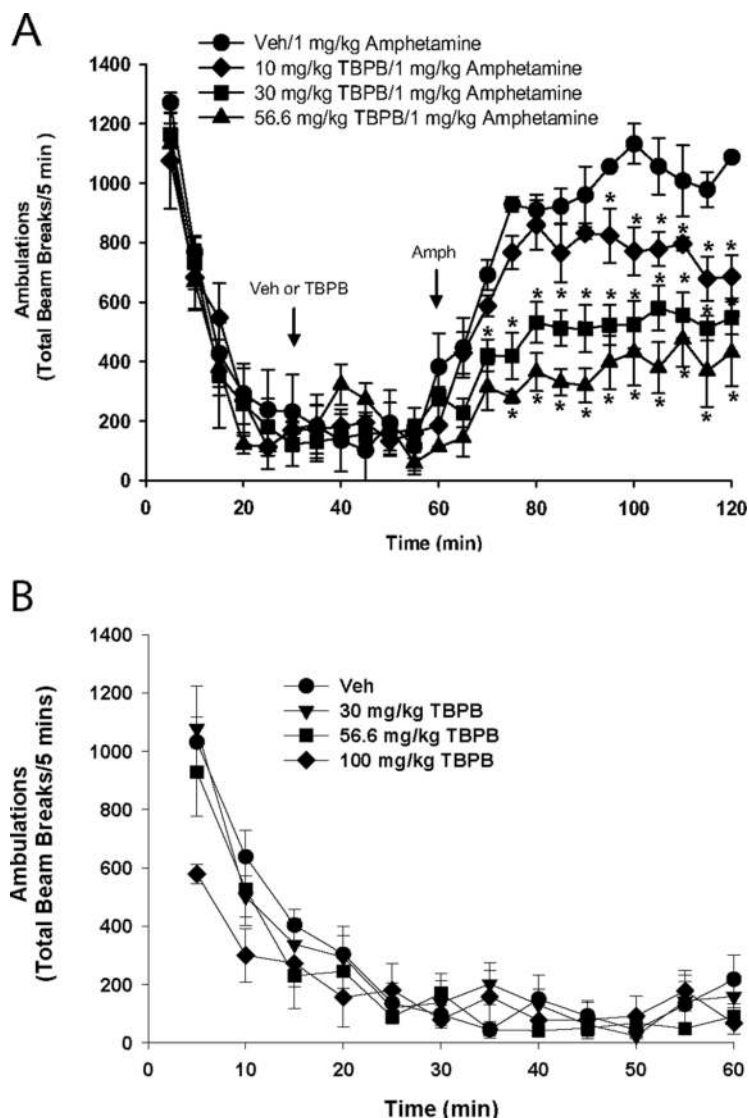 A
Veh/1 mg/kg Amphetamine
10 mg/kg TBPB/1 mg/kg Amphetamine
30 mg/kg TBPB/1 mg/kg Amphetamine
56.6 mg/kg TBPB/1 mg/kg Amphetamine
Ambulations
(Total Beam Breaks/5 min)
1400
1200
1000
800
600
400
200
0
Veh or TBPB
Amph
* * * * * *
* * * * * * * * * * *
* * * * * * * * * *
0 20 40 60 80 100 120
Time (min)
B
Ambulations
(Total Beam Breaks/5 mins)
1400
1200
1000
800
600
400
200
0
Veh
30 mg/kg TBPB
56.6 mg/kg TBPB
100 mg/kg TBPB
0 10 20 30 40 50 60
Time (min)